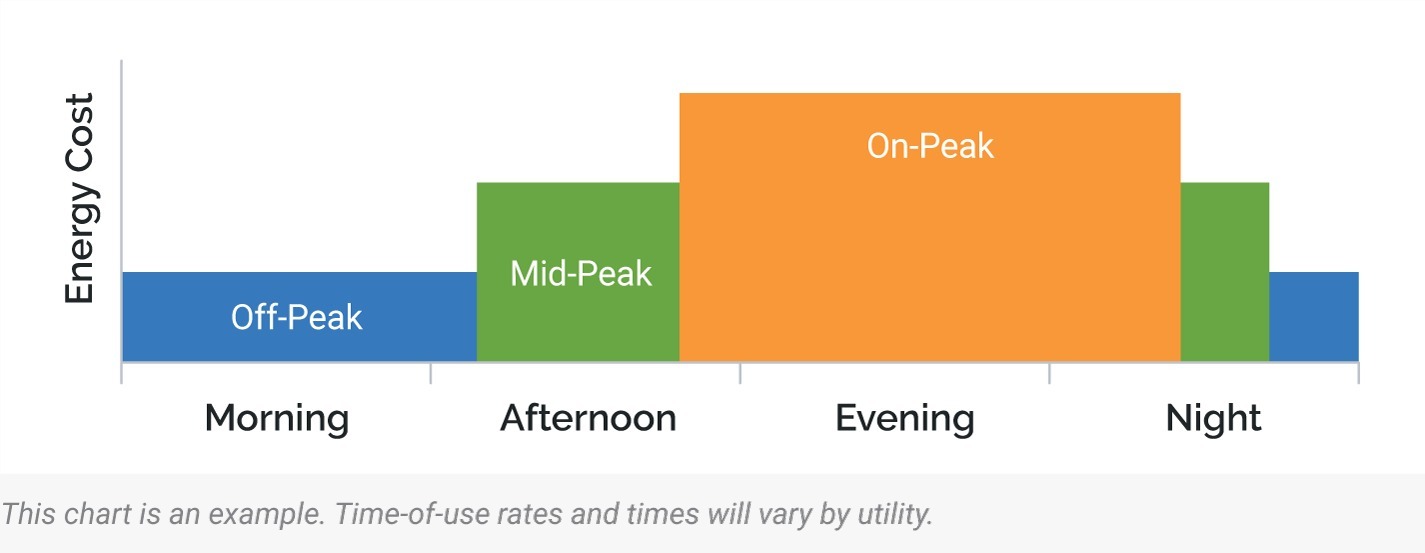 Energy Cost
On-Peak
Mid-Peak
Off-Peak
Morning
Afternoon
Evening
Night
This chart is an example. Time-of-use rates and times will vary by utility.